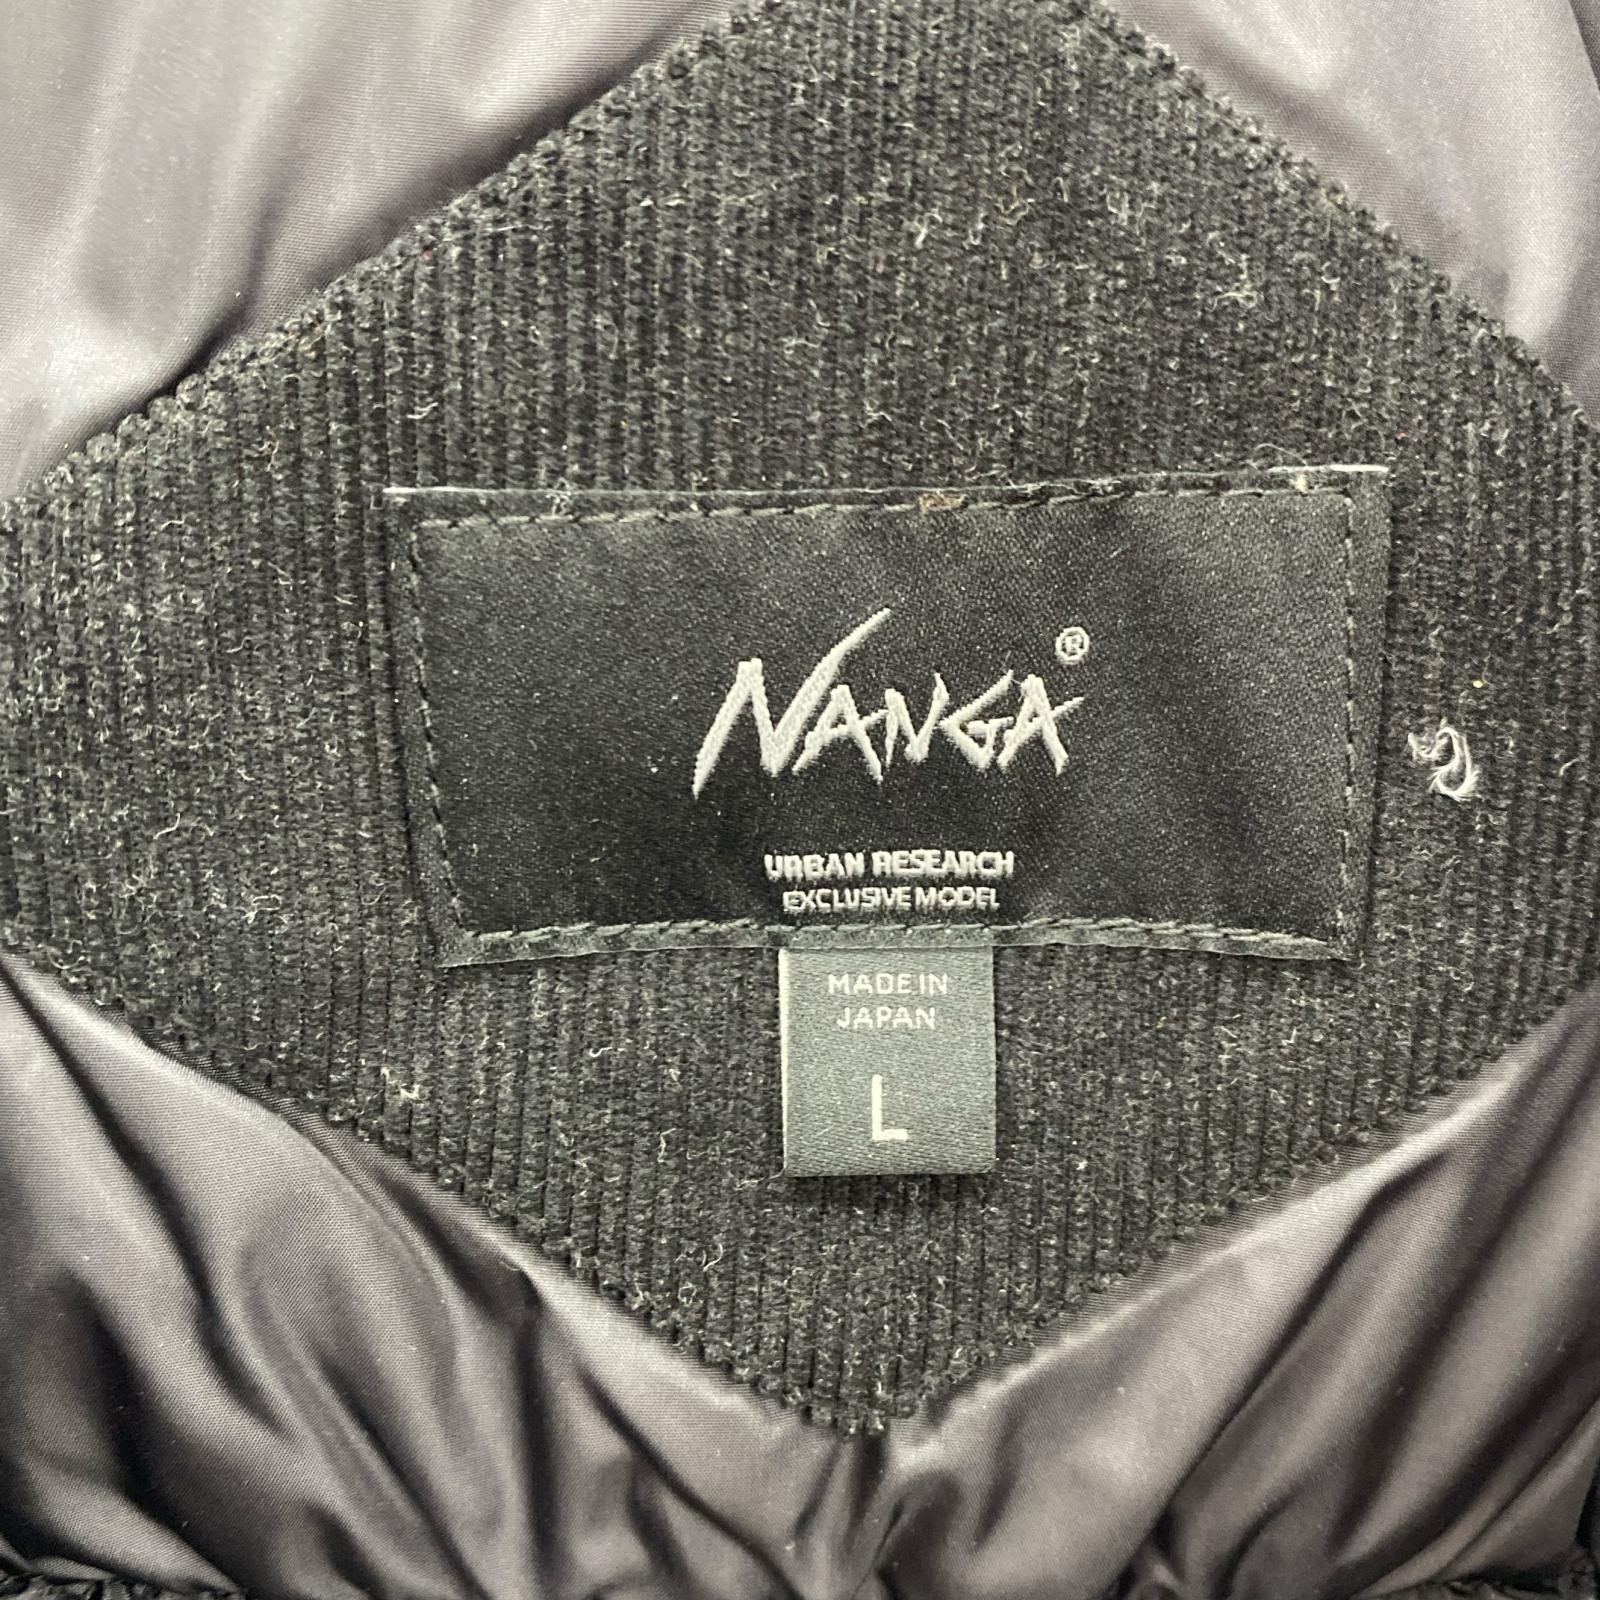 NANGA®
URBAN RESEARCH
EXCLUSIVE MODEL
MADE IN
JAPAN
L